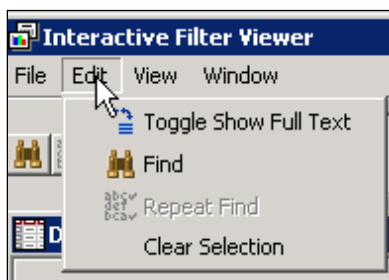 Interactive Filter Viewer
File Edit View Window
Toggle Show Full Text
Find
Repeat Find
D
Clear Selection